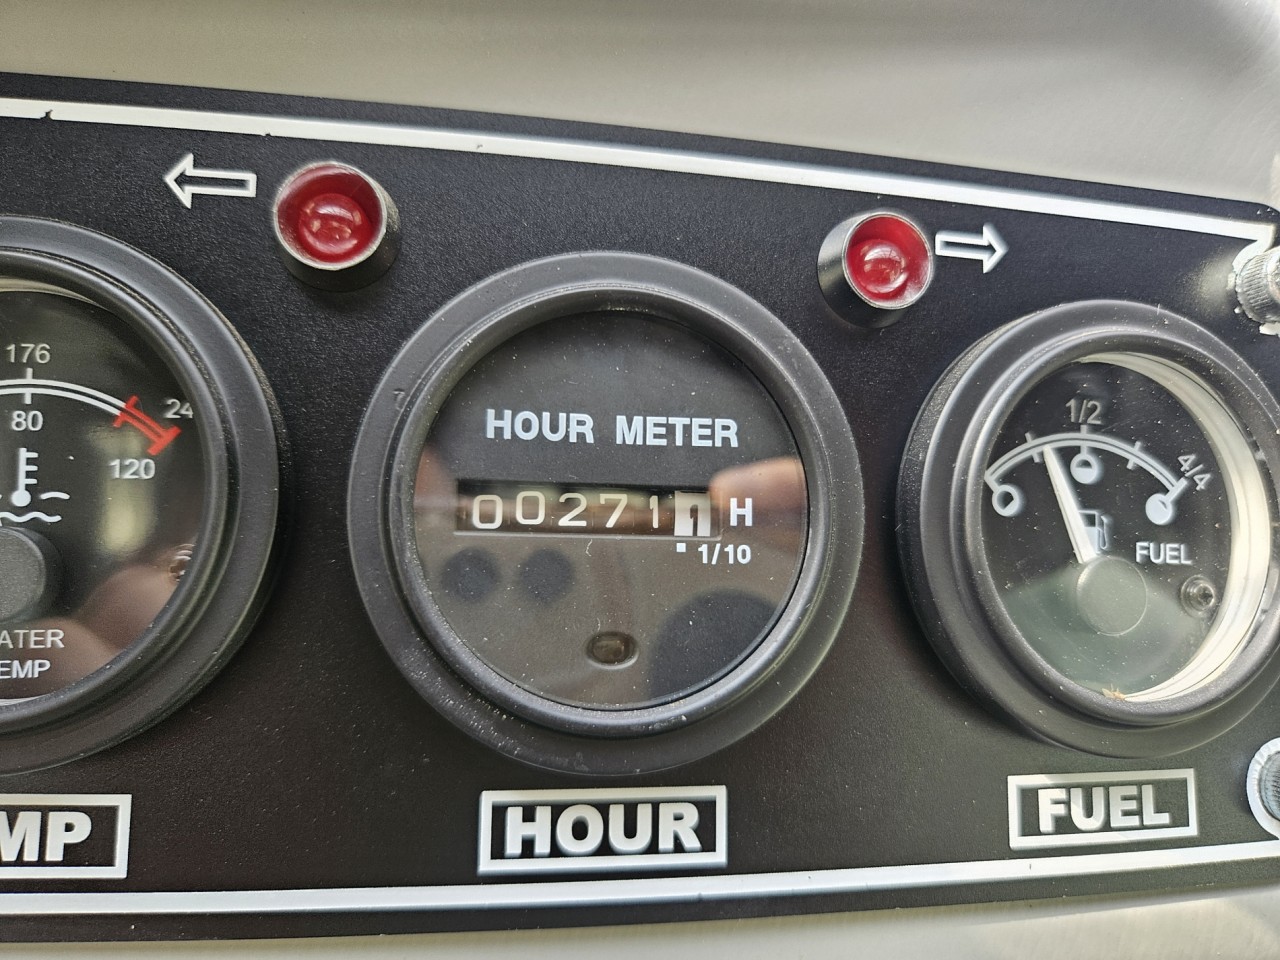 176
80
24
120
ATER
EMP
MP
HOUR METER
002711 H
1/10
HOUR
1/2
4/4
FUEL
FUEL